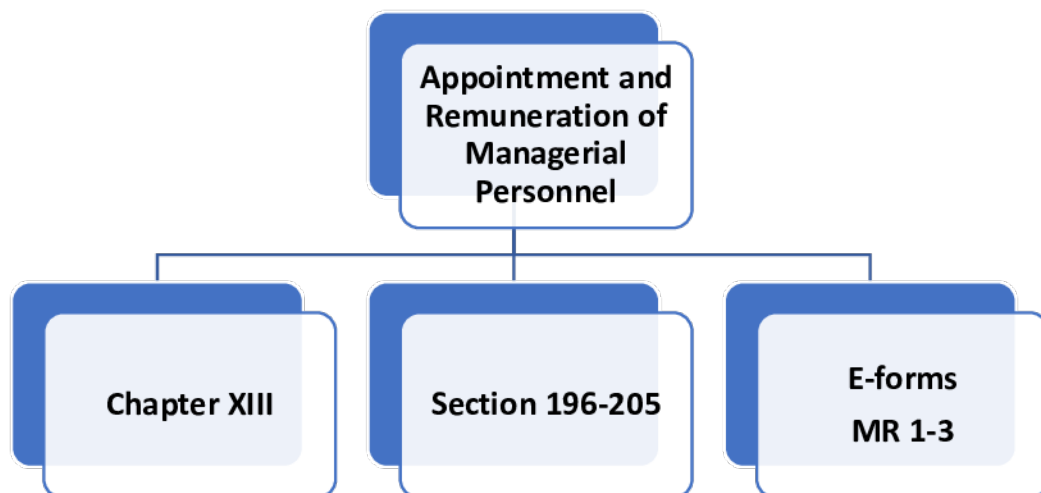 Appointment and
Remuneration of
Managerial
Personnel
Chapter XIII
Section 196-205
E-forms
MR 1-3